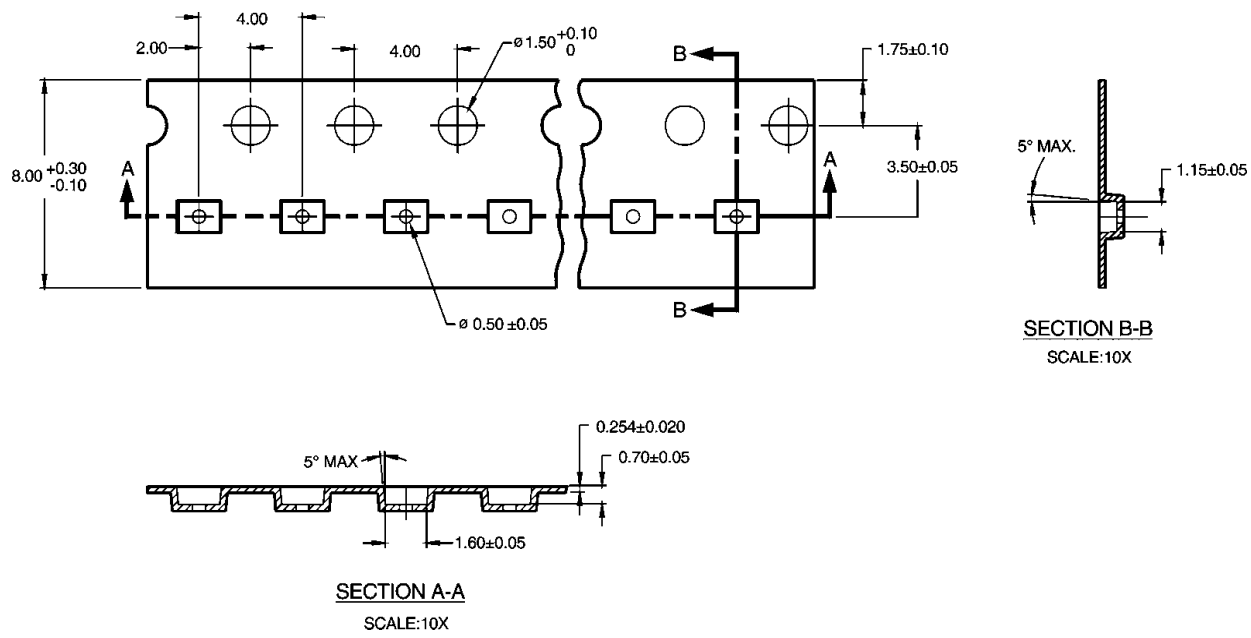 4.00
2.00
ø1.50 +0.10
0
4.00
B
1.75±0.10
8.00 +0.30
-0.10
A
A
3.50±0.05
5° MAX.
1.15±0.05
ø 0.50±0.05
B
SECTION B-B
SCALE:10X
0.254±0.020
5° MAX
0.70±0.05
1.60±0.05
SECTION A-A
SCALE:10X